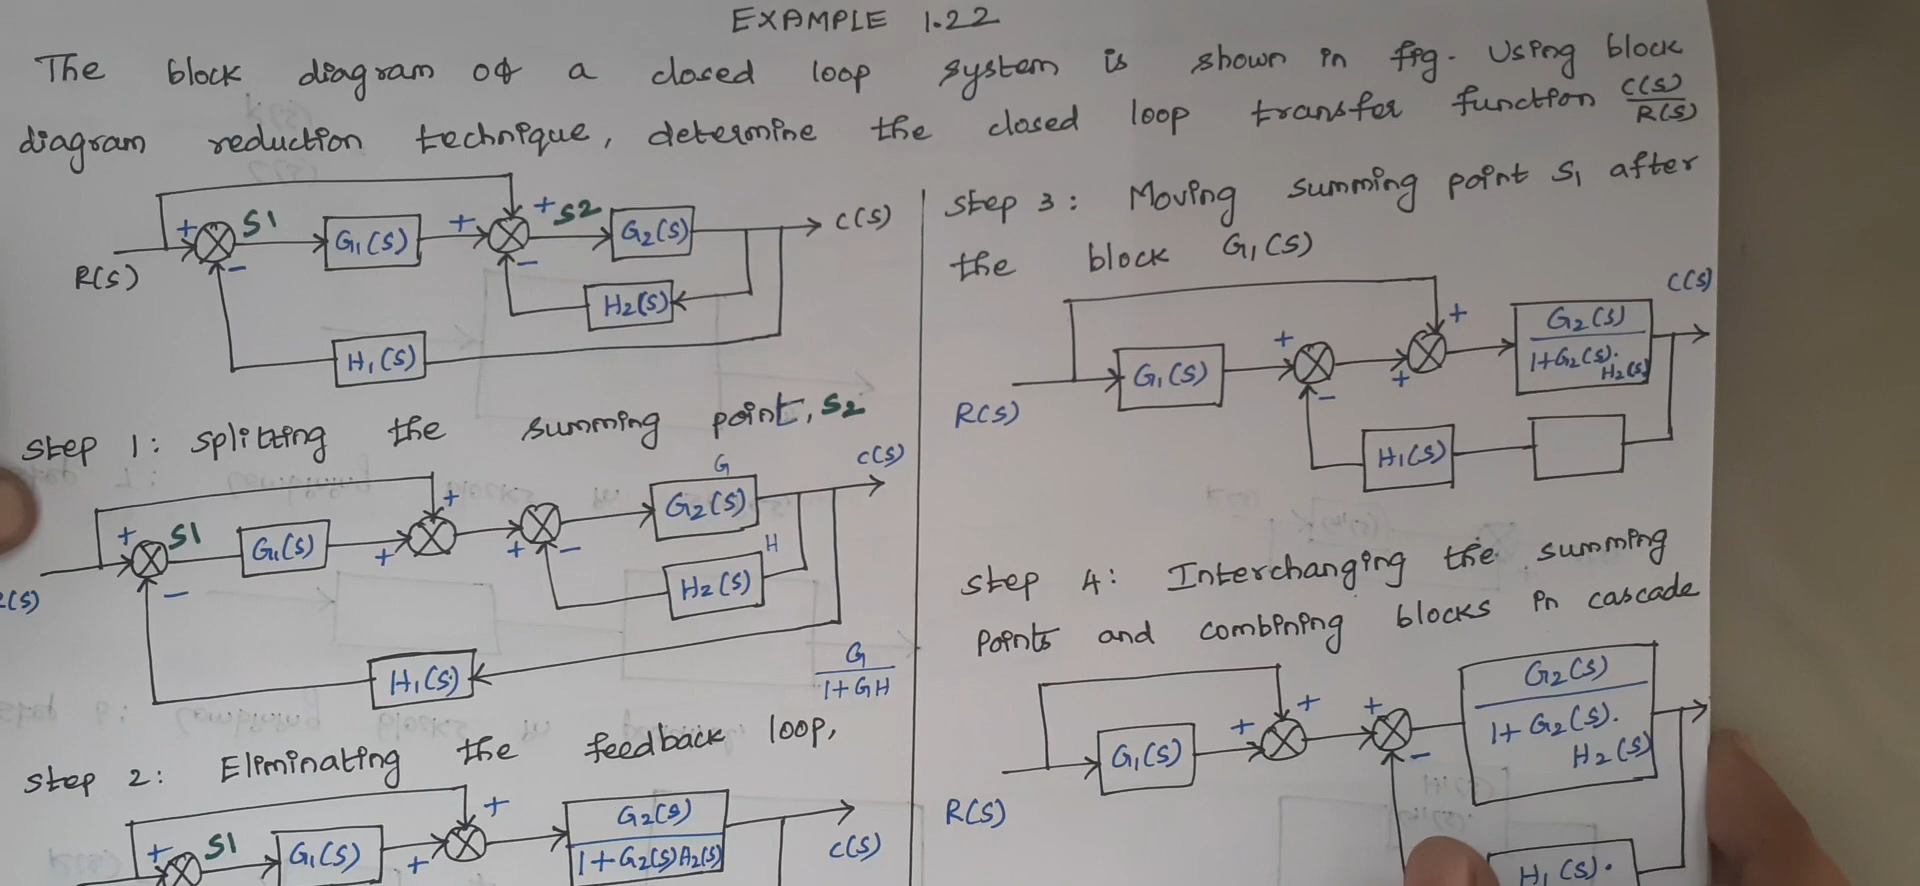 EXAMPLE 1.22
The block diagram of a closed loop system is shown in fig. Using block
diagram reduction technique, determine the closed loop transfer function C(S)/R(S)
+ S1 G1(S) + + S2 G2(S) C(S)
R(S) - -
H2(S)
H1(S)
Step 1: splitting the summing point, S2
G C(S)
+ S1 G1(S) + + + - G2(S)
H
R(S) - H2(S)
H1(S)
G
1+GH
Step 2: Eliminating the feedback loop,
+ S1 G1(S) + + G2(S) C(S)
1+G2(S)H2(S)
Step 3: Moving summing point S1 after
the block G1(S)
C(S)
G1(S) + - + + G2(S)
1+G2(S).
H2(S)
R(S)
H1(S)
Step 4: Interchanging the summing
points and combining blocks in cascade
G1(S) + + + - G2(S)
1+G2(S).
H2(S)
R(S)
H1(S).